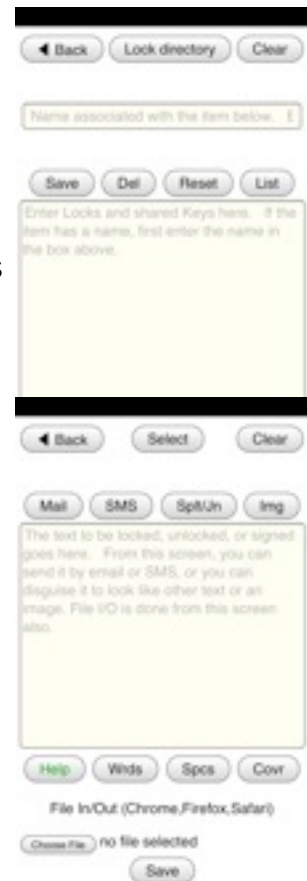 ◀ Back Lock directory Clear
Name associated with the item below.
Save Del Reset List
Enter Locks and shared Keys here. If the
item has a name, first enter the name in
the box above.
s
◀ Back Select Clear
Mail SMS Splt/Jn Img
The text to be locked, unlocked, or signed
goes here. From this screen, you can
send it by email or SMS, or you can
disguise it to look like other text or an
image. File I/O is done from this screen
also.
Help Wrds Spcs Covr
File In/Out (Chrome,Firefox,Safari)
Choose File no file selected
Save